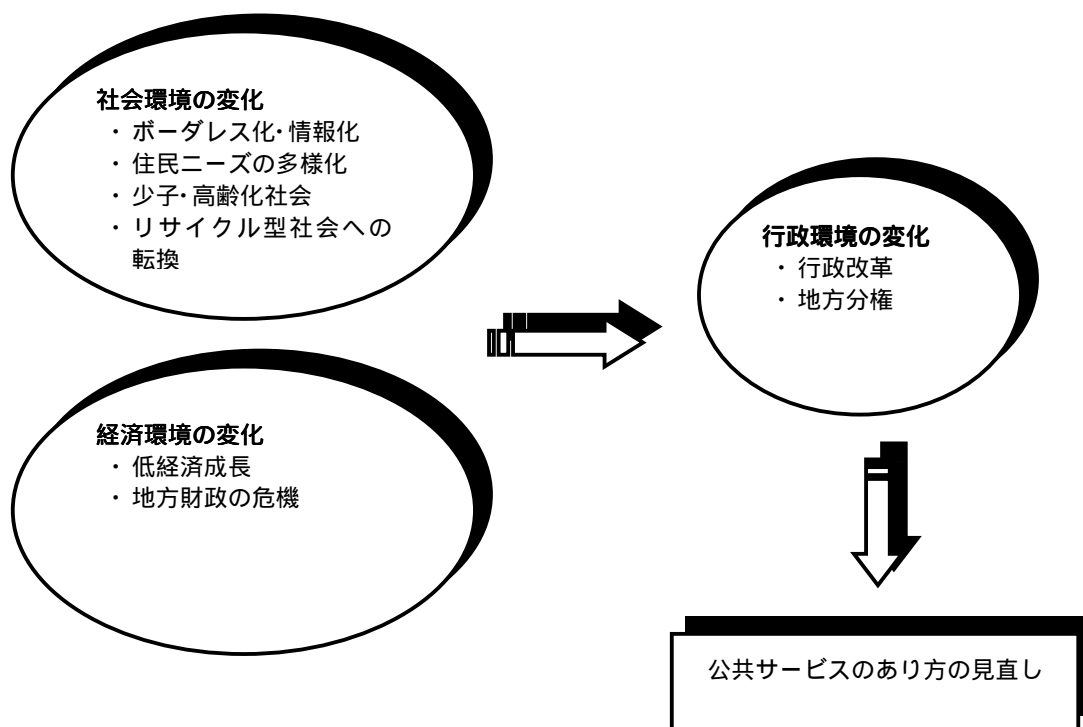 社会環境の変化
・ボーダレス化・情報化
・住民ニーズの多様化
・少子・高齢化社会
・リサイクル型社会への
転換
経済環境の変化
・低経済成長
・地方財政の危機
行政環境の変化
・行政改革
・地方分権
公共サービスのあり方の見直し